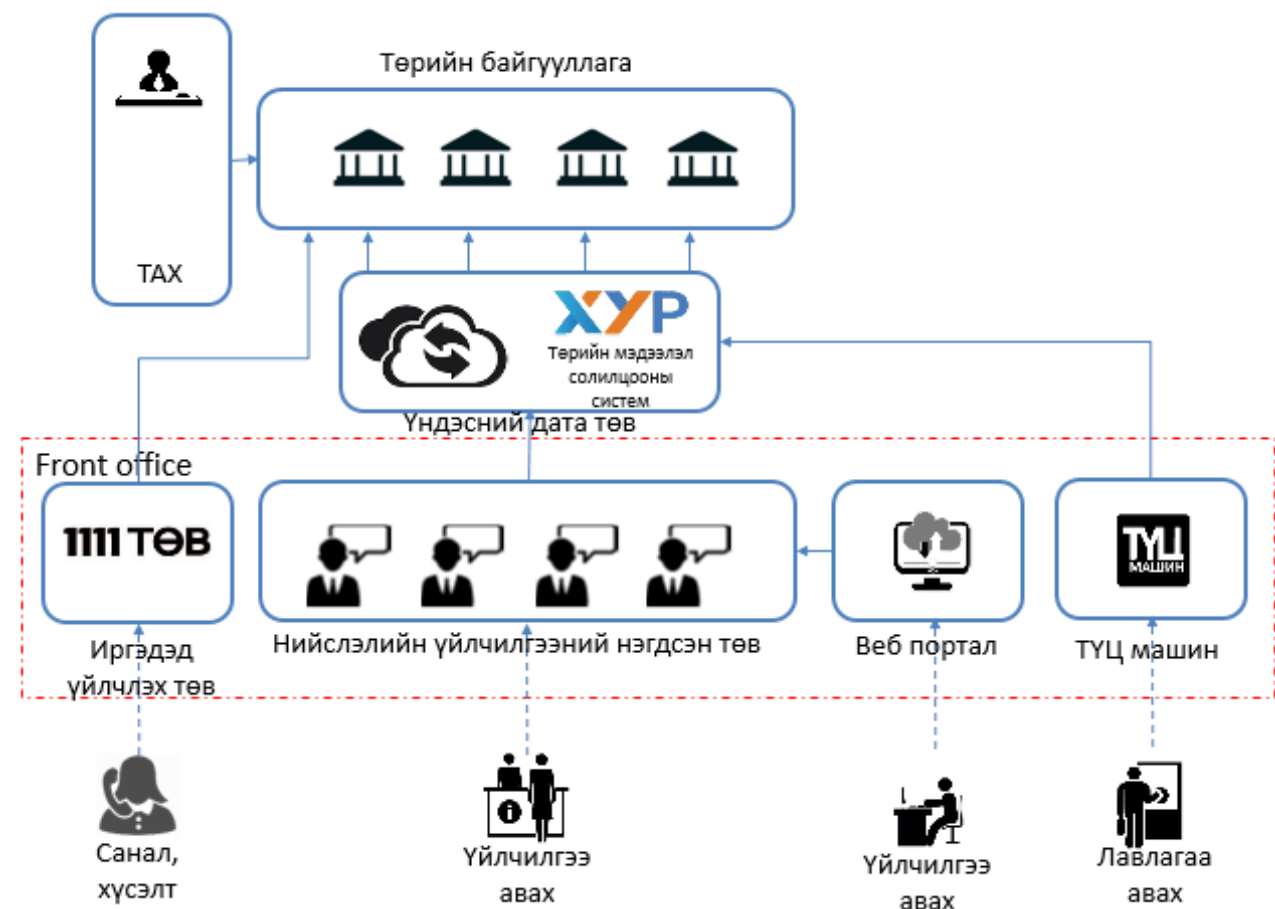 Төрийн байгууллага
ТАХ
ХУР
Төрийн мэдээлэл
солилцооны
систем
Үндэсний дата төв
Front office
1111 ТӨВ
ТҮЦ
МАШИН
Иргэдэд
үйлчлэх төв
Нийслэлийн үйлчилгээний нэгдсэн төв
Веб портал
ТҮЦ машин
Санал,
хүсэлт
Үйлчилгээ
авах
Үйлчилгээ
авах
Лавлагаа
авах